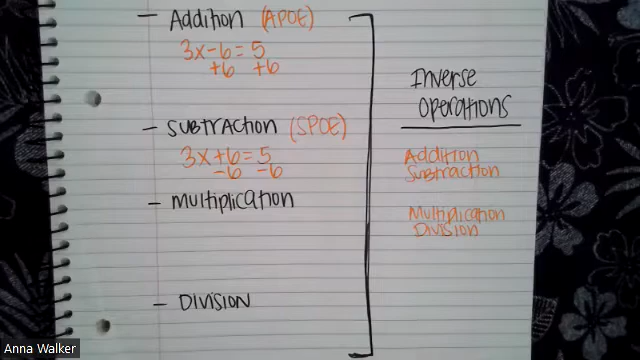 - Addition (APOE)
3x - 6 = 5
+6 +6
- Subtraction (SPOE)
3x + 6 = 5
-6 -6
- Multiplication
- Division
Inverse
Operations
Addition
Subtraction
Multiplication
Division
Anna Walker